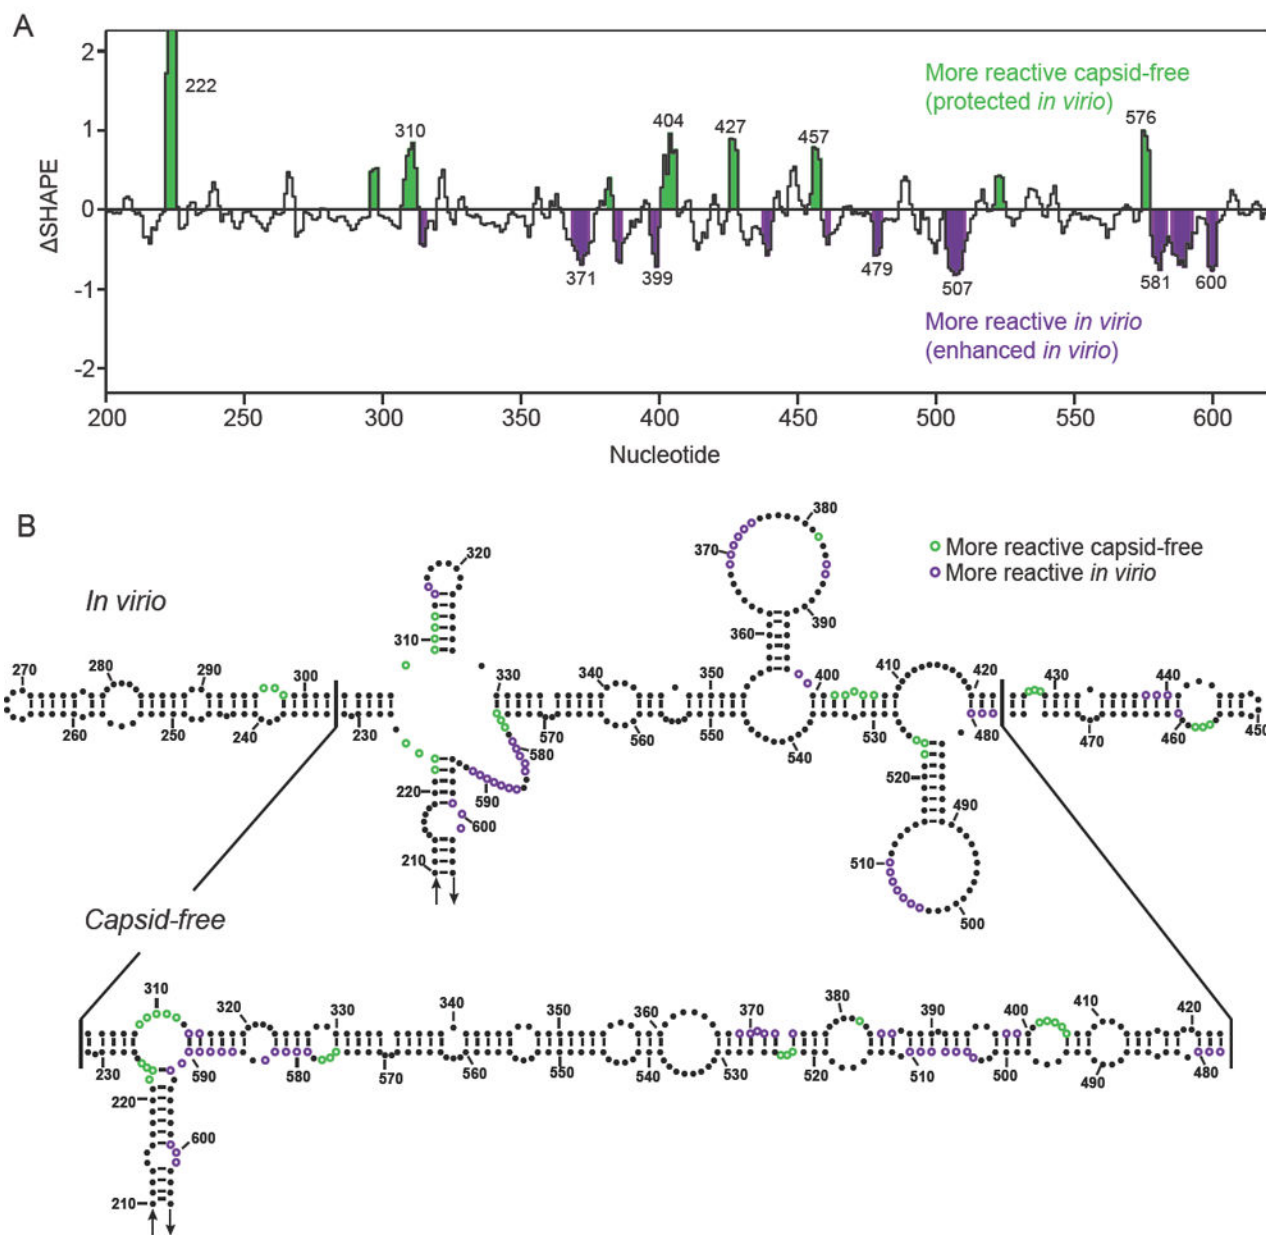 A
ΔSHAPE
2
1
0
-1
-2
222
310
404
427
457
576
371
399
479
507
581
600
More reactive capsid-free
(protected in virio)
More reactive in virio
(enhanced in virio)
200 250 300 350 400 450 500 550 600
Nucleotide
B
More reactive capsid-free
More reactive in virio
In virio
270 280 290 300
260 250 240 230
310 320
330 340 350 360
370 380 390 400
410 420 430 440
450 460 470 480
490 500 510 520
530 540 550 560 570
580 590 600
220 210
Capsid-free
310 320 330 340 350 360 370 380 390 400 410 420
230 590 580 570 560 550 540 530 520 510 500 490 480
220
600
210